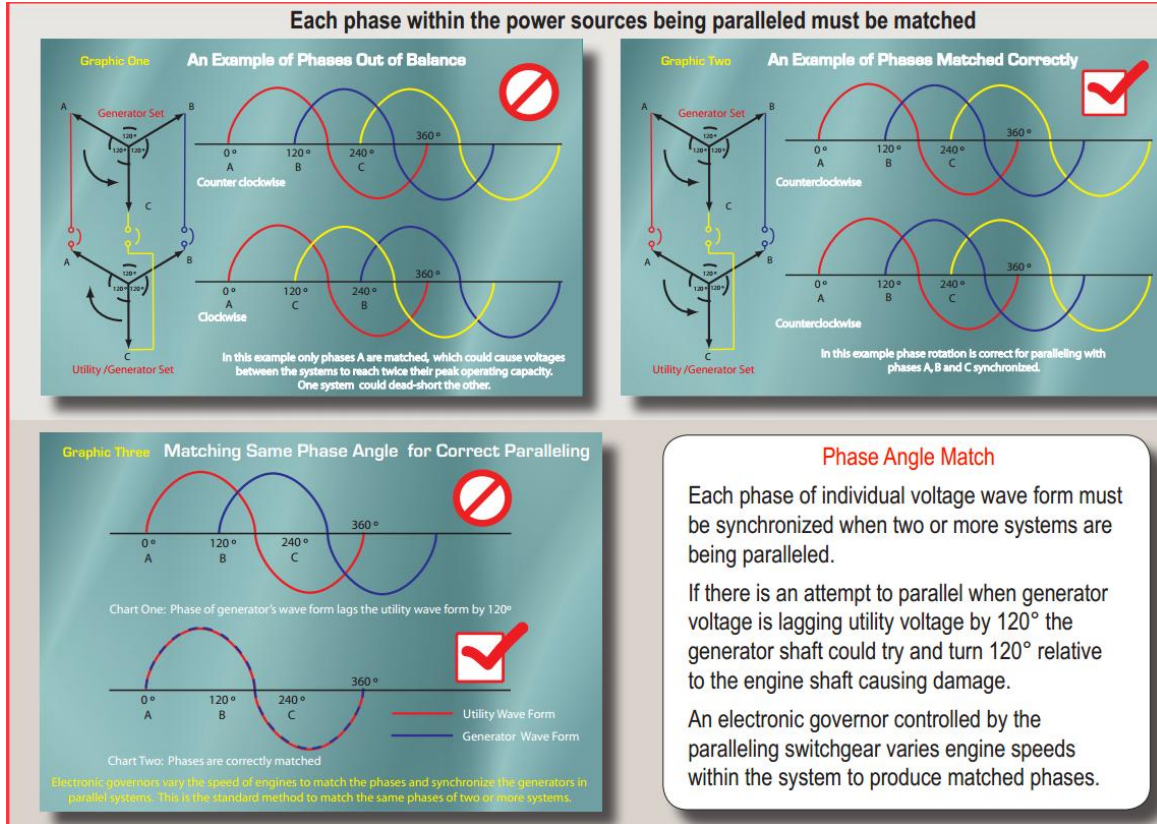 Each phase within the power sources being paralleled must be matched
Graphic One An Example of Phases Out of Balance
A B
Generator Set
120°
120° 120°
C
0° 120° 240° 360°
A B C
Counter clockwise
A B
120°
120° 120°
C
Utility /Generator Set
0° 120° 240° 360°
A C B
Clockwise
In this example only phases A are matched, which could cause voltages
between the systems to reach twice their peak operating capacity.
One system could dead-short the other.
Graphic Two An Example of Phases Matched Correctly
A B
Generator Set
120°
120° 120°
C
0° 120° 240° 360°
A B C
Counterclockwise
A B
120°
120° 120°
C
Utility /Generator Set
0° 120° 240° 360°
A B C
Counterclockwise
In this example phase rotation is correct for paralleling with
phases A, B and C synchronized.
Graphic Three Matching Same Phase Angle for Correct Paralleling
0° 120° 240° 360°
A B C
Chart One: Phase of generator's wave form lags the utility wave form by 120°
0° 120° 240° 360°
A B C
Utility Wave Form
Generator Wave Form
Chart Two: Phases are correctly matched
Electronic governors vary the speed of engines to match the phases and synchronize the generators in
parallel systems. This is the standard method to match the same phases of two or more systems.
Phase Angle Match
Each phase of individual voltage wave form must
be synchronized when two or more systems are
being paralleled.
If there is an attempt to parallel when generator
voltage is lagging utility voltage by 120° the
generator shaft could try and turn 120° relative
to the engine shaft causing damage.
An electronic governor controlled by the
paralleling switchgear varies engine speeds
within the system to produce matched phases.